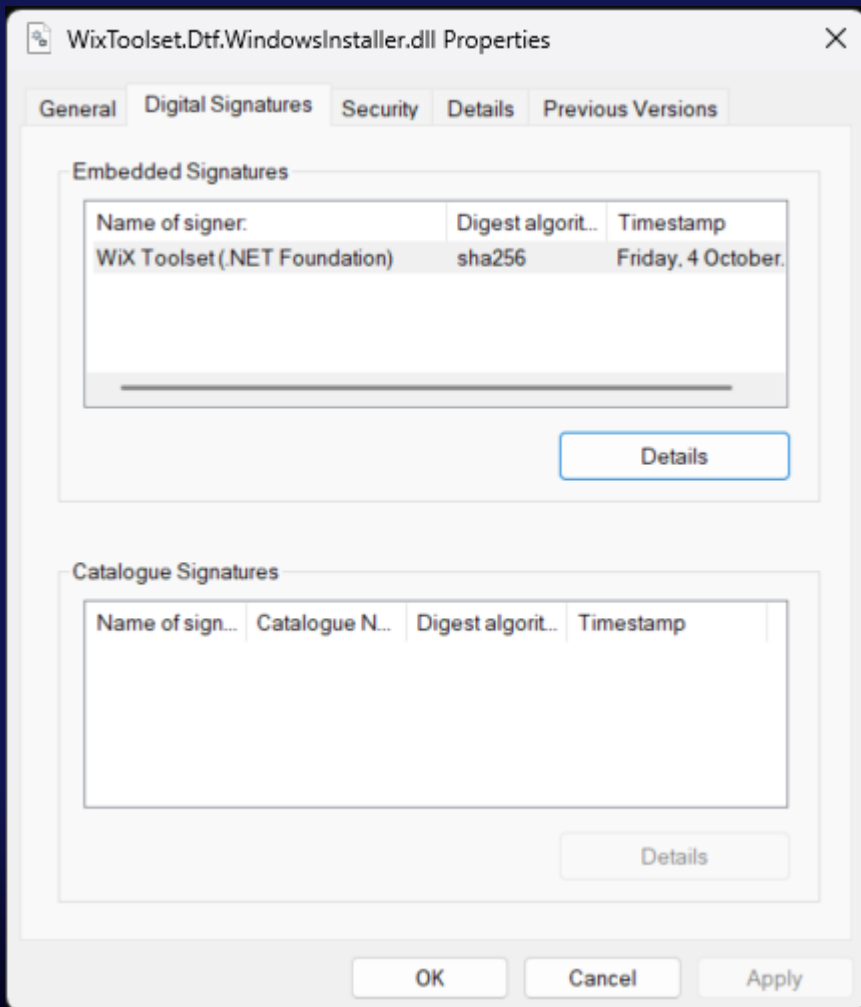 WixToolset.Dtf.WindowsInstaller.dll Properties
General Digital Signatures Security Details Previous Versions
Embedded Signatures
Name of signer: Digest algorit... Timestamp
WiX Toolset (.NET Foundation) sha256 Friday, 4 October.
Details
Catalogue Signatures
Name of sign... Catalogue N... Digest algorit... Timestamp
Details
OK Cancel Apply